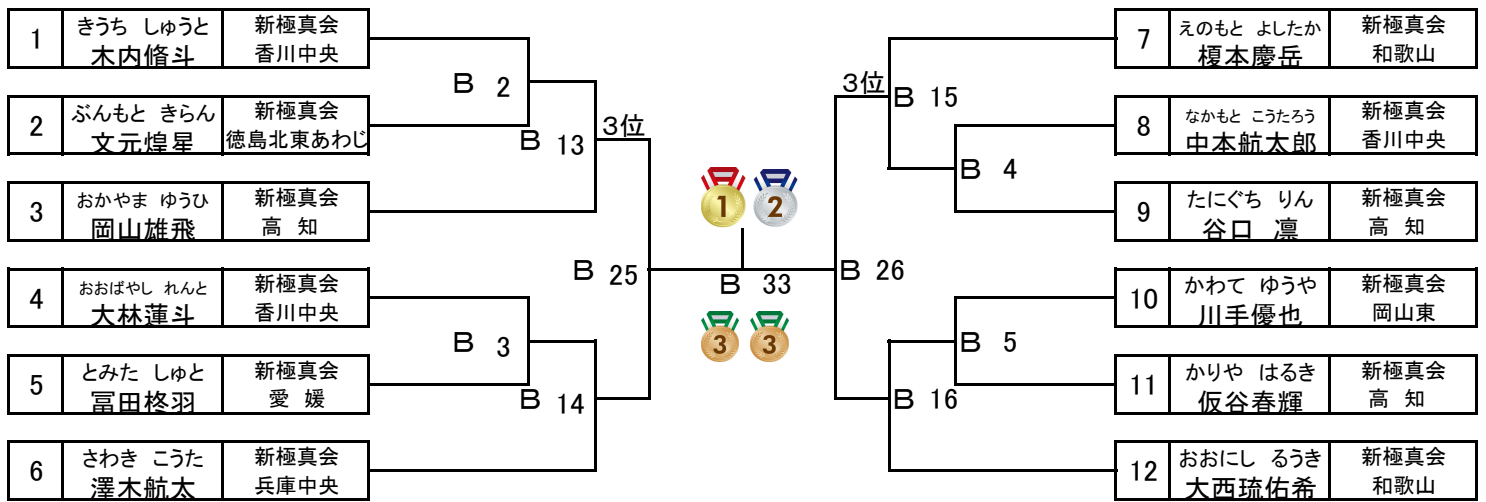 1
きうち しゅうと
木内脩斗
新極真会
香川中央
2
ぶんもと きらん
文元煌星
新極真会
徳島北東あわじ
3
おかやま ゆうひ
岡山雄飛
新極真会
高 知
4
おおばやし れんと
大林蓮斗
新極真会
香川中央
5
とみた しゅと
冨田柊羽
新極真会
愛 媛
6
さわき こうた
澤木航太
新極真会
兵庫中央
B 2
B 13
3位
B 3
B 14
B 25
1
2
B 33
3
3
3位
B 15
B 4
B 26
B 5
B 16
7
えのもと よしたか
榎本慶岳
新極真会
和歌山
8
なかもと こうたろう
中本航太郎
新極真会
香川中央
9
たにぐち りん
谷口 凛
新極真会
高 知
10
かわて ゆうや
川手優也
新極真会
岡山東
11
かりや はるき
仮谷春輝
新極真会
高 知
12
おおにし るうき
大西琉佑希
新極真会
和歌山